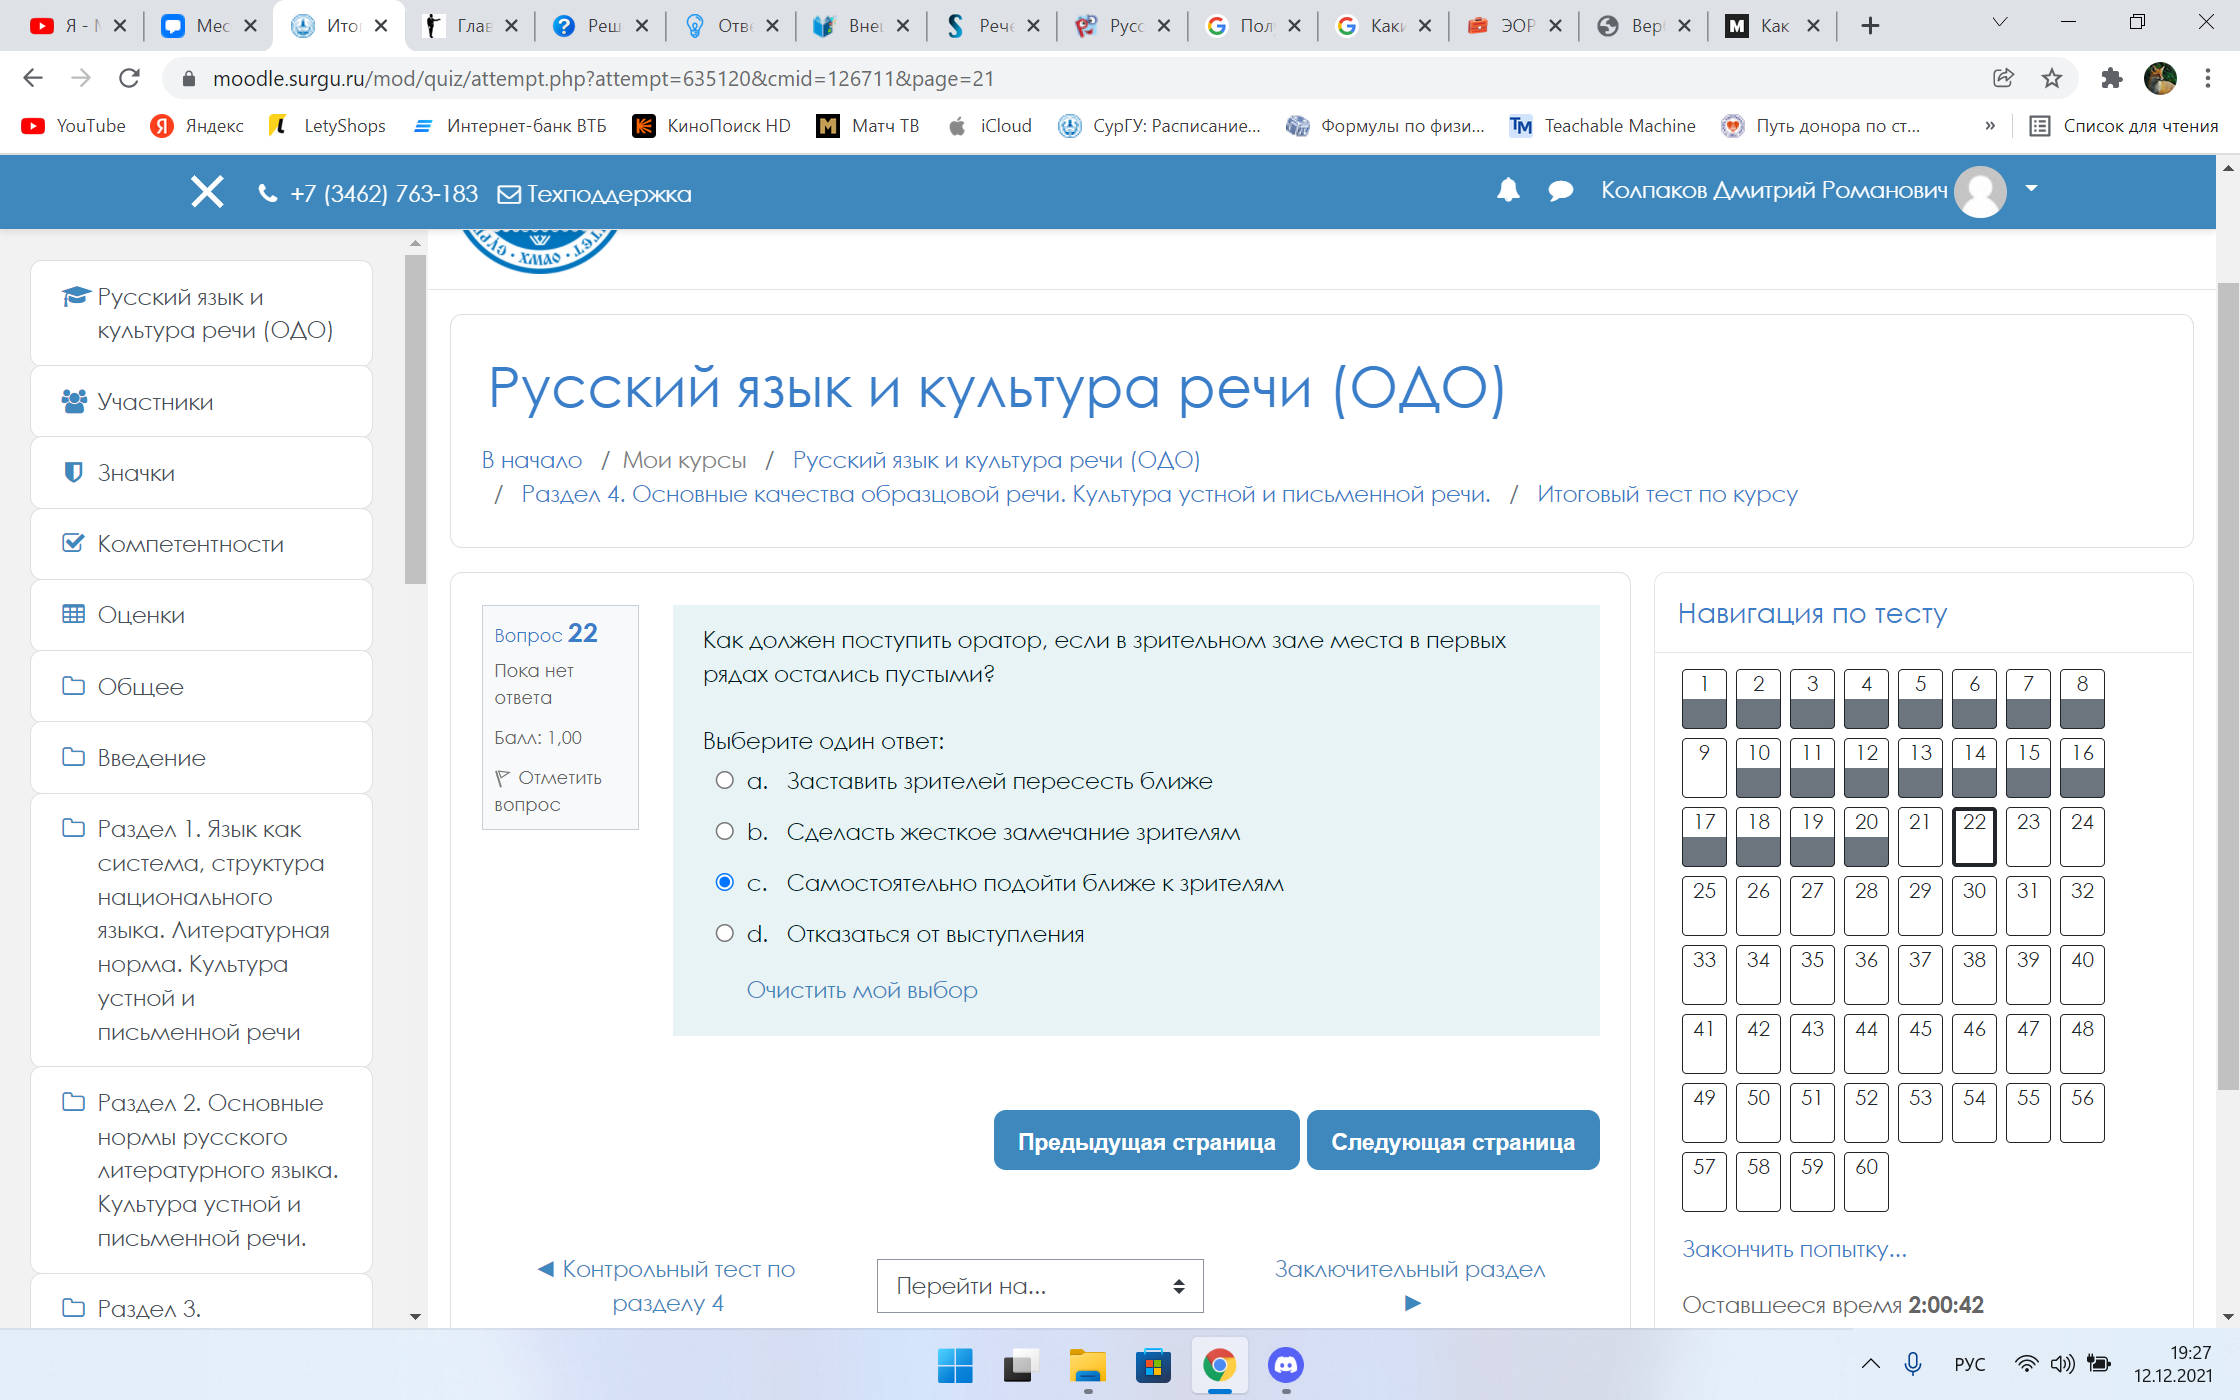 Я - М
Мес
Итог
Глав
Реш
Отве
Внец
Рече
Русс
Пол
Каки
ЭОР
Верб
Как
moodle.surgu.ru/mod/quiz/attempt.php?attempt=635120&cmid=126711&page=21
YouTube
Яндекс
LetyShops
Интернет-банк ВТБ
КиноПоиск HD
Матч ТВ
iCloud
СурГУ: Расписание...
Формулы по физи...
Teachable Machine
Путь донора по ст...
»
Список для чтения
+7 (3462) 763-183
Техподдержка
Колпаков Дмитрий Романович
Русский язык и
культура речи (ОДО)
Участники
Значки
Компетентности
Оценки
Общее
Введение
Раздел 1. Язык как
система, структура
национального
языка. Литературная
норма. Культура
устной и
письменной речи
Раздел 2. Основные
нормы русского
литературного языка.
Культура устной и
письменной речи.
Раздел 3.
Русский язык и культура речи (ОДО)
В начало / Мои курсы / Русский язык и культура речи (ОДО)
/ Раздел 4. Основные качества образцовой речи. Культура устной и письменной речи. / Итоговый тест по курсу
Вопрос 22
Пока нет
ответа
Балл: 1,00
Отметить
вопрос
Как должен поступить оратор, если в зрительном зале места в первых
рядах остались пустыми?
Выберите один ответ:
a. Заставить зрителей пересесть ближе
b. Сделасть жесткое замечание зрителям
c. Самостоятельно подойти ближе к зрителям
d. Отказаться от выступления
Очистить мой выбор
Предыдущая страница
Следующая страница
◄ Контрольный тест по
разделу 4
Перейти на...
Заключительный раздел
►
Навигация по тесту
1 2 3 4 5 6 7 8
9 10 11 12 13 14 15 16
17 18 19 20 21 22 23 24
25 26 27 28 29 30 31 32
33 34 35 36 37 38 39 40
41 42 43 44 45 46 47 48
49 50 51 52 53 54 55 56
57 58 59 60
Закончить попытку...
Оставшееся время 2:00:42
РУС
19:27
12.12.2021